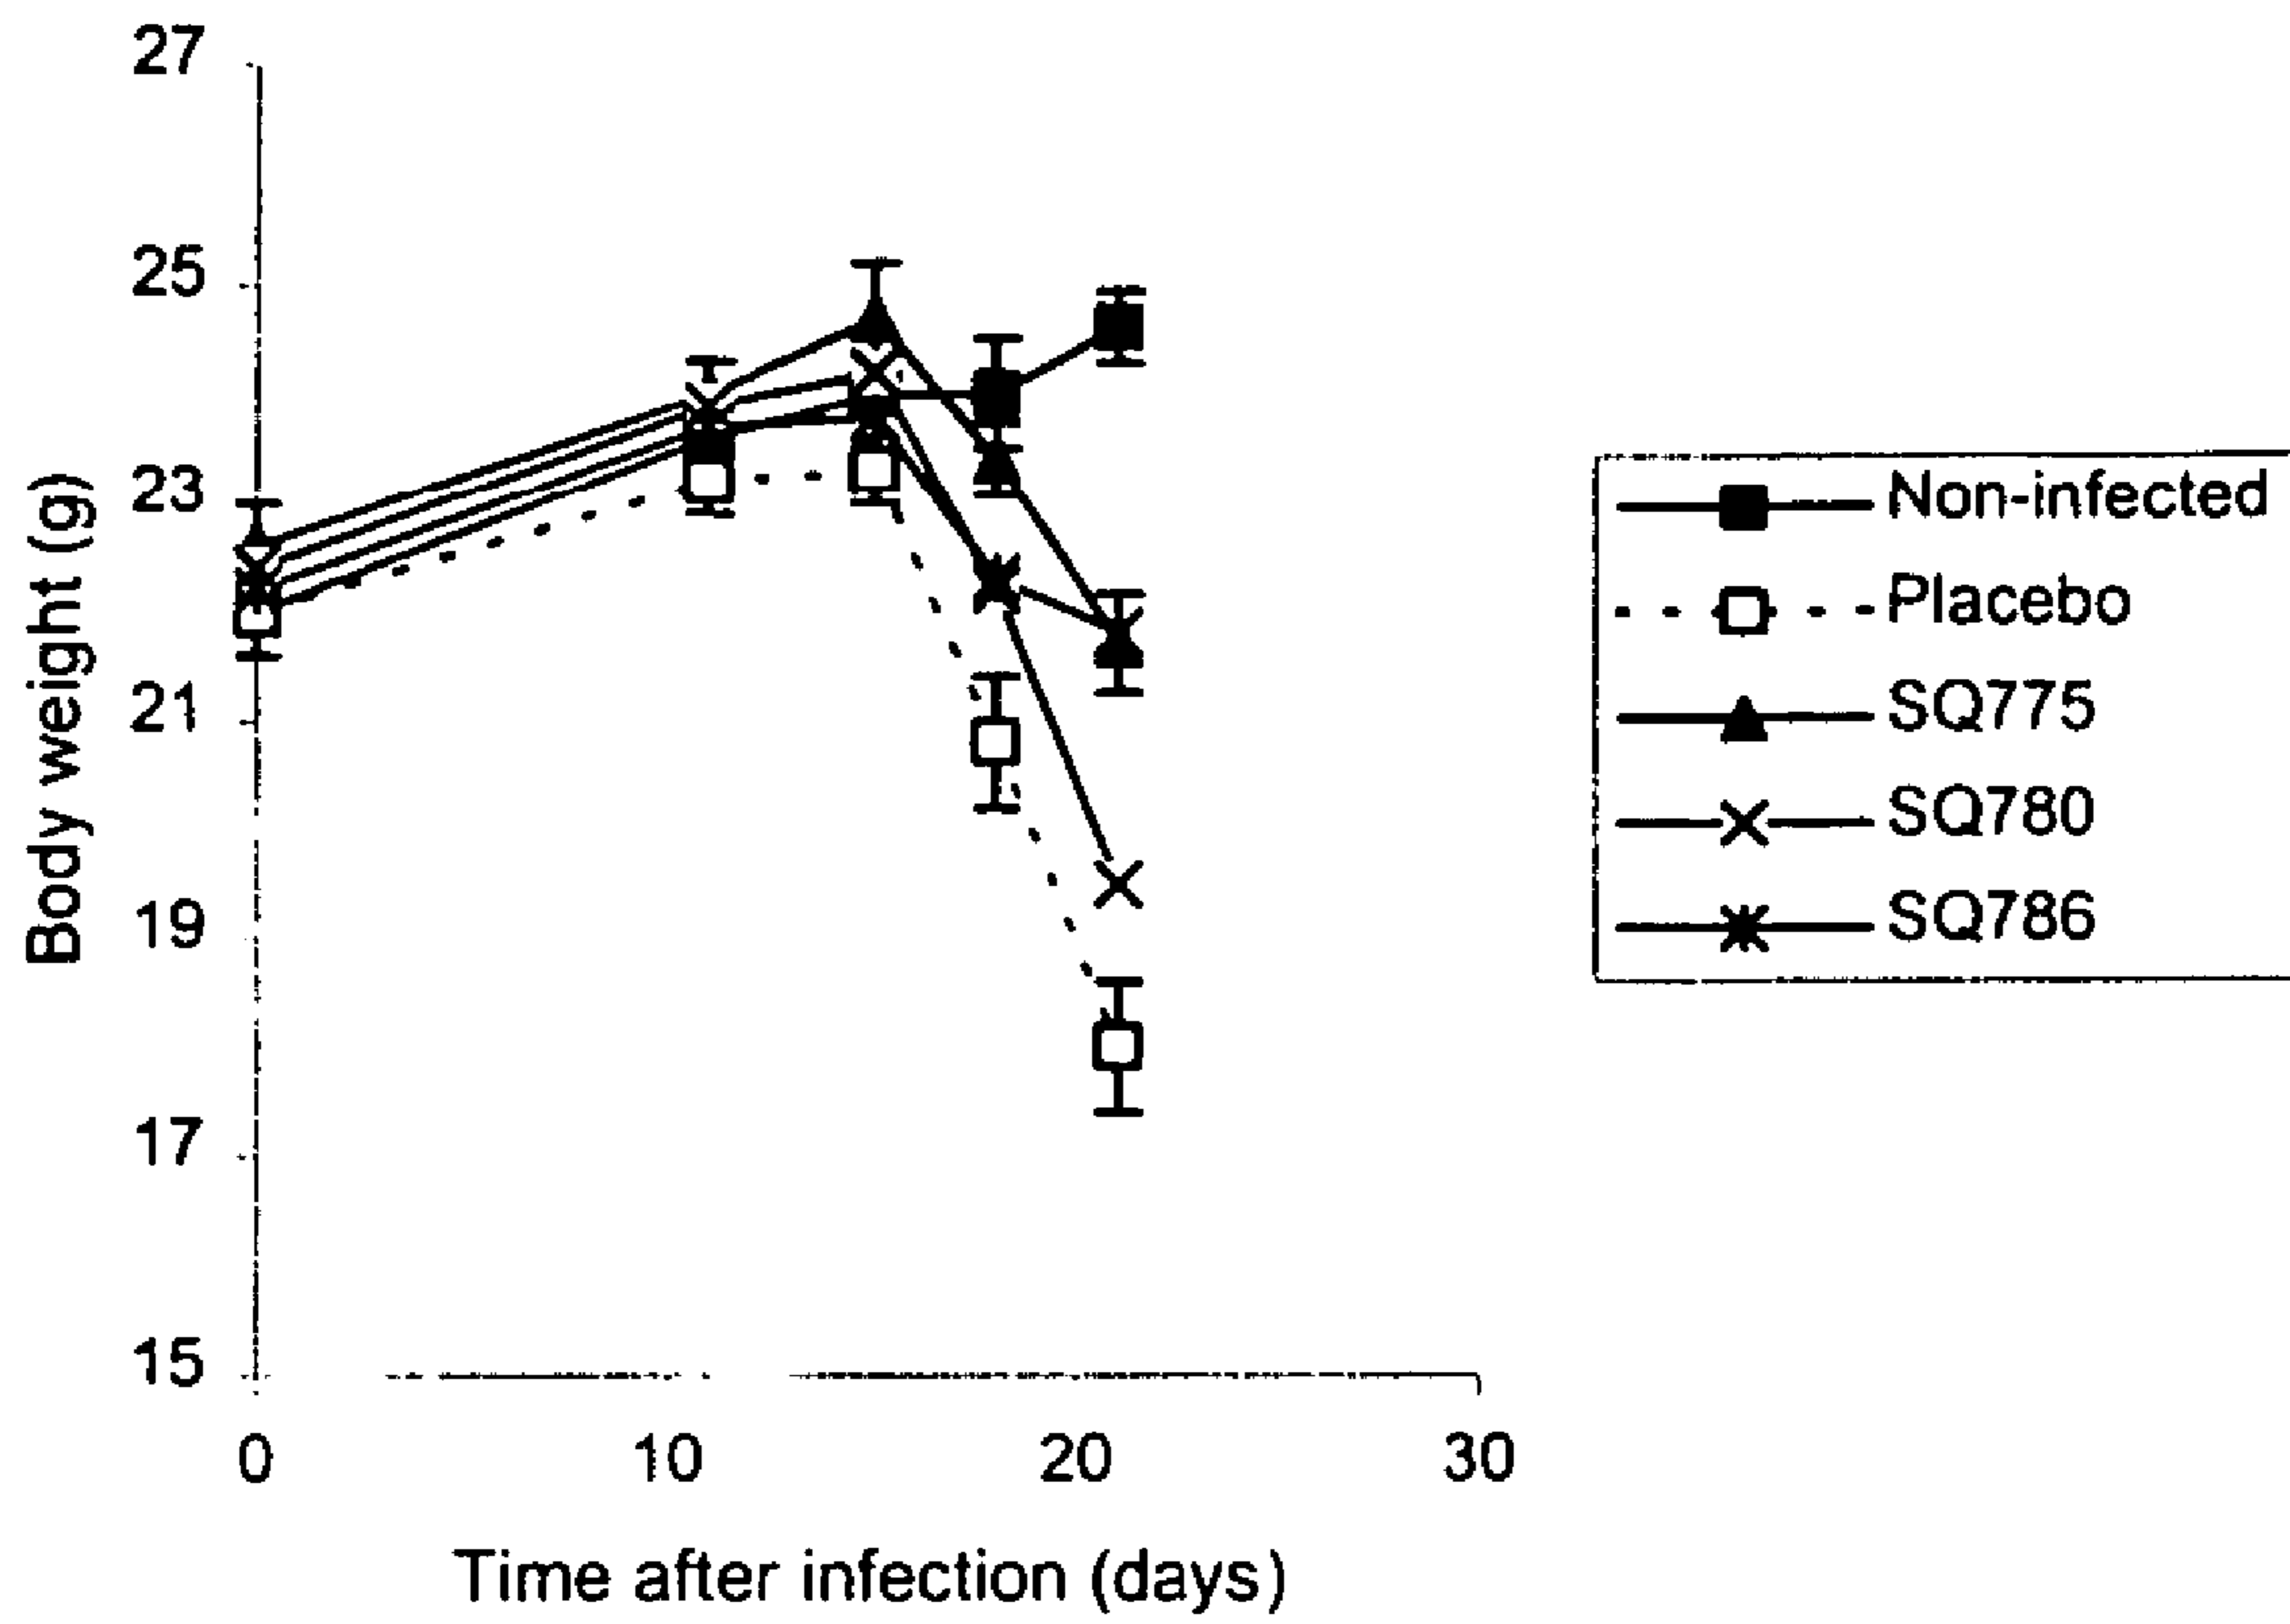 27
25
23
21
19
17
15
Body weight (g)
0 10 20 30
Time after infection (days)
Non-infected
Placebo
SQ775
SQ780
SQ786